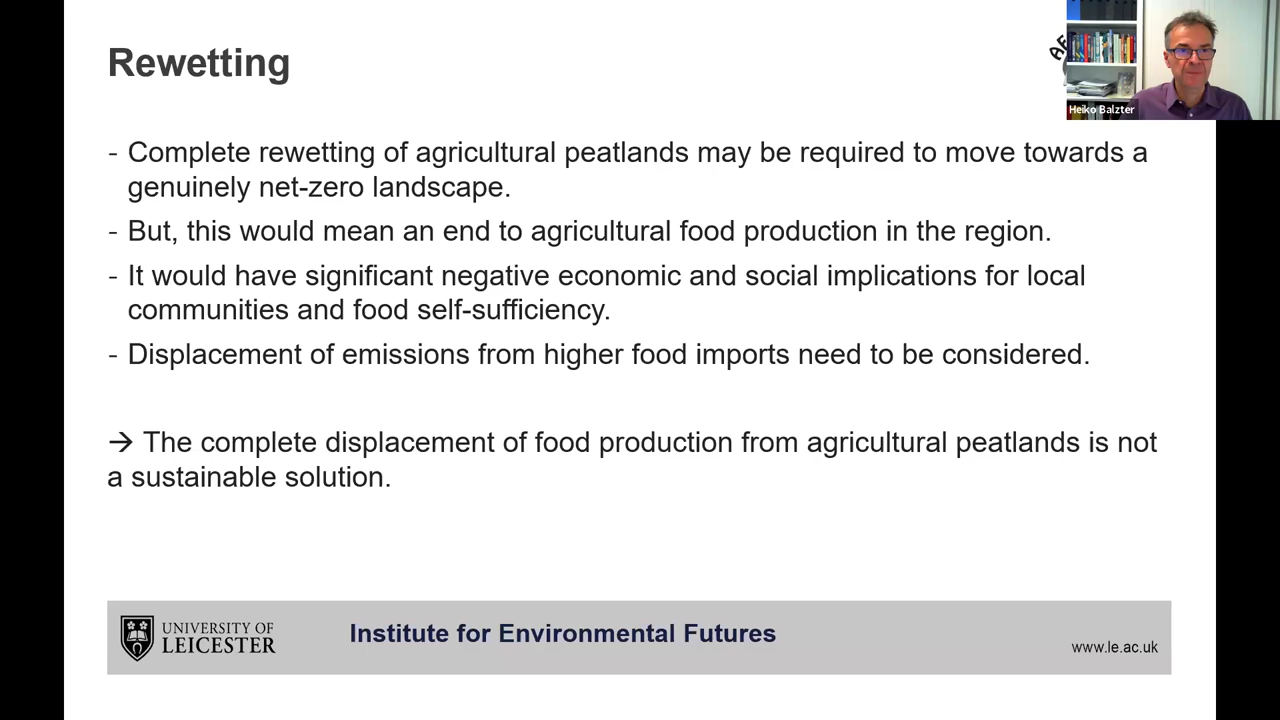 Rewetting
AF
Heiko Balzter
- Complete rewetting of agricultural peatlands may be required to move towards a
genuinely net-zero landscape.
- But, this would mean an end to agricultural food production in the region.
- It would have significant negative economic and social implications for local
communities and food self-sufficiency.
- Displacement of emissions from higher food imports need to be considered.
→ The complete displacement of food production from agricultural peatlands is not
a sustainable solution.
UNIVERSITY OF
LEICESTER
Institute for Environmental Futures
www.le.ac.uk